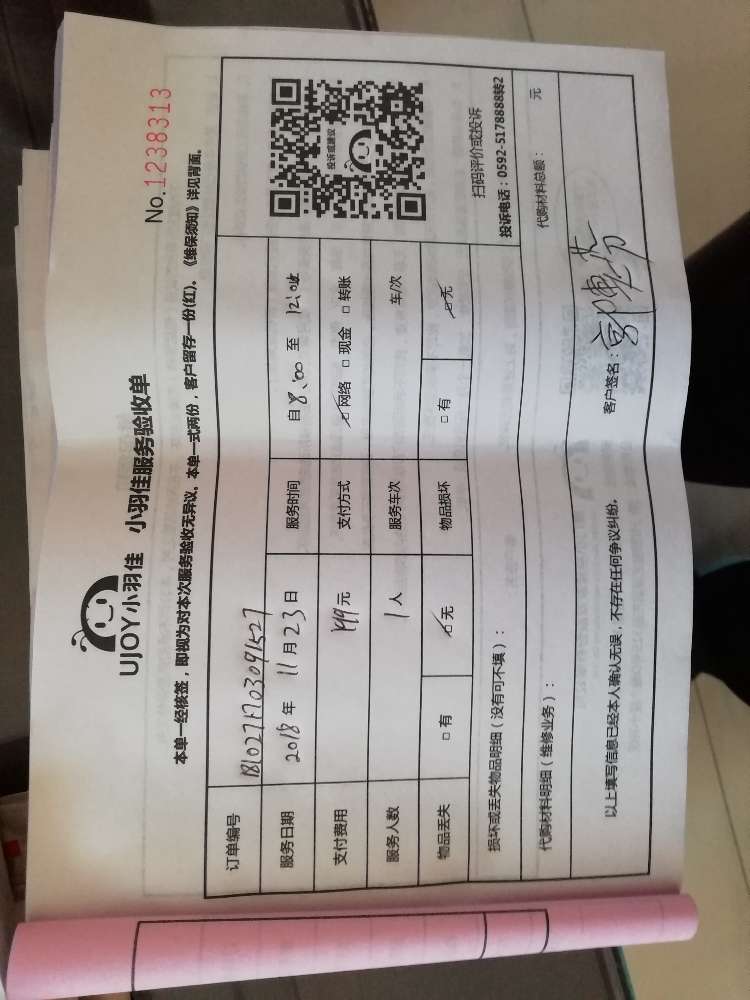 No.1238313
UJOY小羽佳 小羽佳服务验收单
本单一经核签，即视为对本次服务验收无异议。本单一式两份，客户留存一份(红)。《维保须知》详见背面。
订单编号
服务日期 2018年 11月 23日 服务时间 自 8:00 至 12:00
支付费用 元 支付方式 ☑网络 □现金 □转账
服务人数 1人 服务车次 车/次
物品丢失 □有 ☑无 物品损坏 □有 ☑无
投诉或建议
扫码评价或投诉
投诉电话：0592-5178888转2
损坏或丢失物品明细（没有可不填）：
代购材料明细（维修业务）： 代购材料总额： 元
以上填写信息已经本人确认无误，不存在任何争议纠纷。 客户签名：